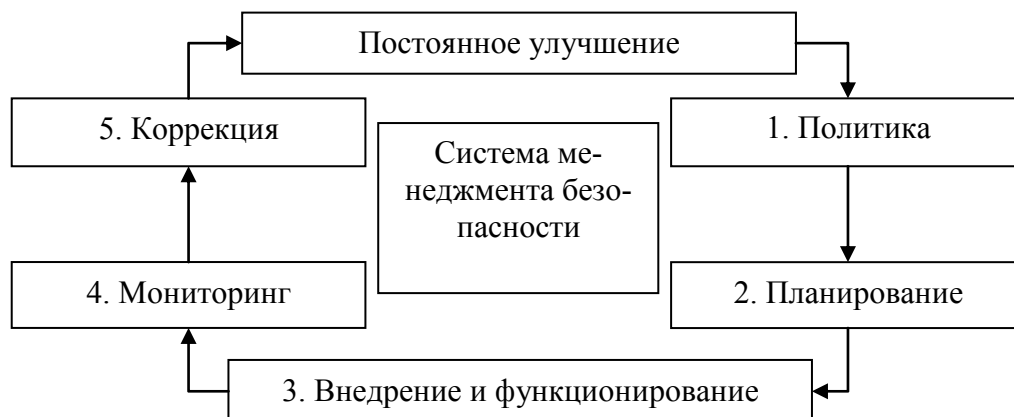 Постоянное улучшение
5. Коррекция
1. Политика
Система ме-
неджмента безо-
пасности
4. Мониторинг
2. Планирование
3. Внедрение и функционирование